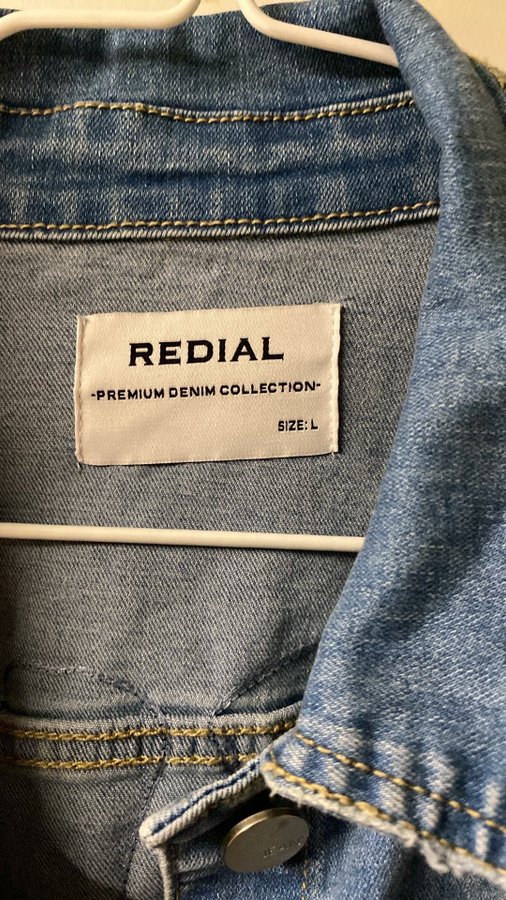 REDIAL
-PREMIUM DENIM COLLECTION-
SIZE: L